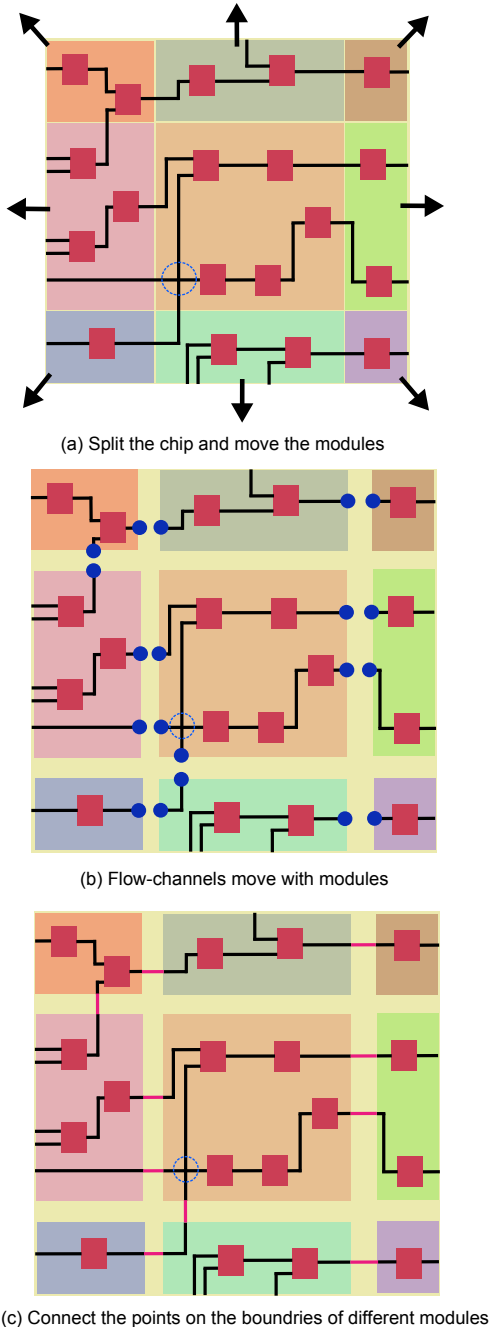 (a) Split the chip and move the modules
(b) Flow-channels move with modules
(c) Connect the points on the boundries of different modules